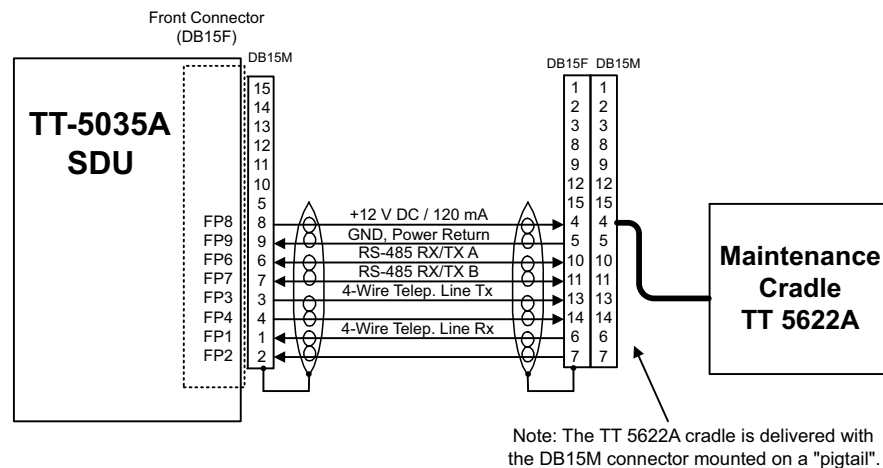 Front Connector
(DB15F)
DB15M
DB15F DB15M
TT-5035A
SDU
15
14
13
12
11
10
5
FP8 8
FP9 9
FP6 6
FP7 7
FP3 3
FP4 4
FP1 1
FP2 2
+12 V DC / 120 mA
GND, Power Return
RS-485 RX/TX A
RS-485 RX/TX B
4-Wire Telep. Line Tx
4-Wire Telep. Line Rx
1 1
2 2
3 3
8 8
9 9
12 12
15 15
4 4
5 5
10 10
11 11
13 13
14 14
6 6
7 7
Maintenance
Cradle
TT 5622A
Note: The TT 5622A cradle is delivered with
the DB15M connector mounted on a "pigtail".